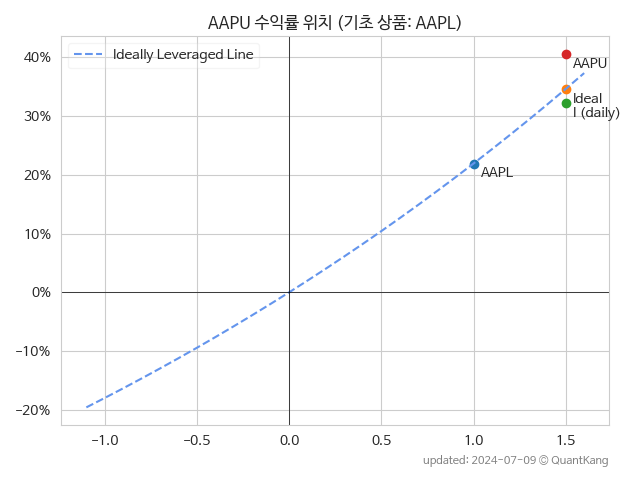 AAPU 수익률 위치 (기초 상품: AAPL)
Ideally Leveraged Line
40%
30%
20%
10%
0%
−10%
−20%
AAPU
Ideal
I (daily)
AAPL
−1.0
−0.5
0.0
0.5
1.0
1.5
updated: 2024-07-09 © QuantKang